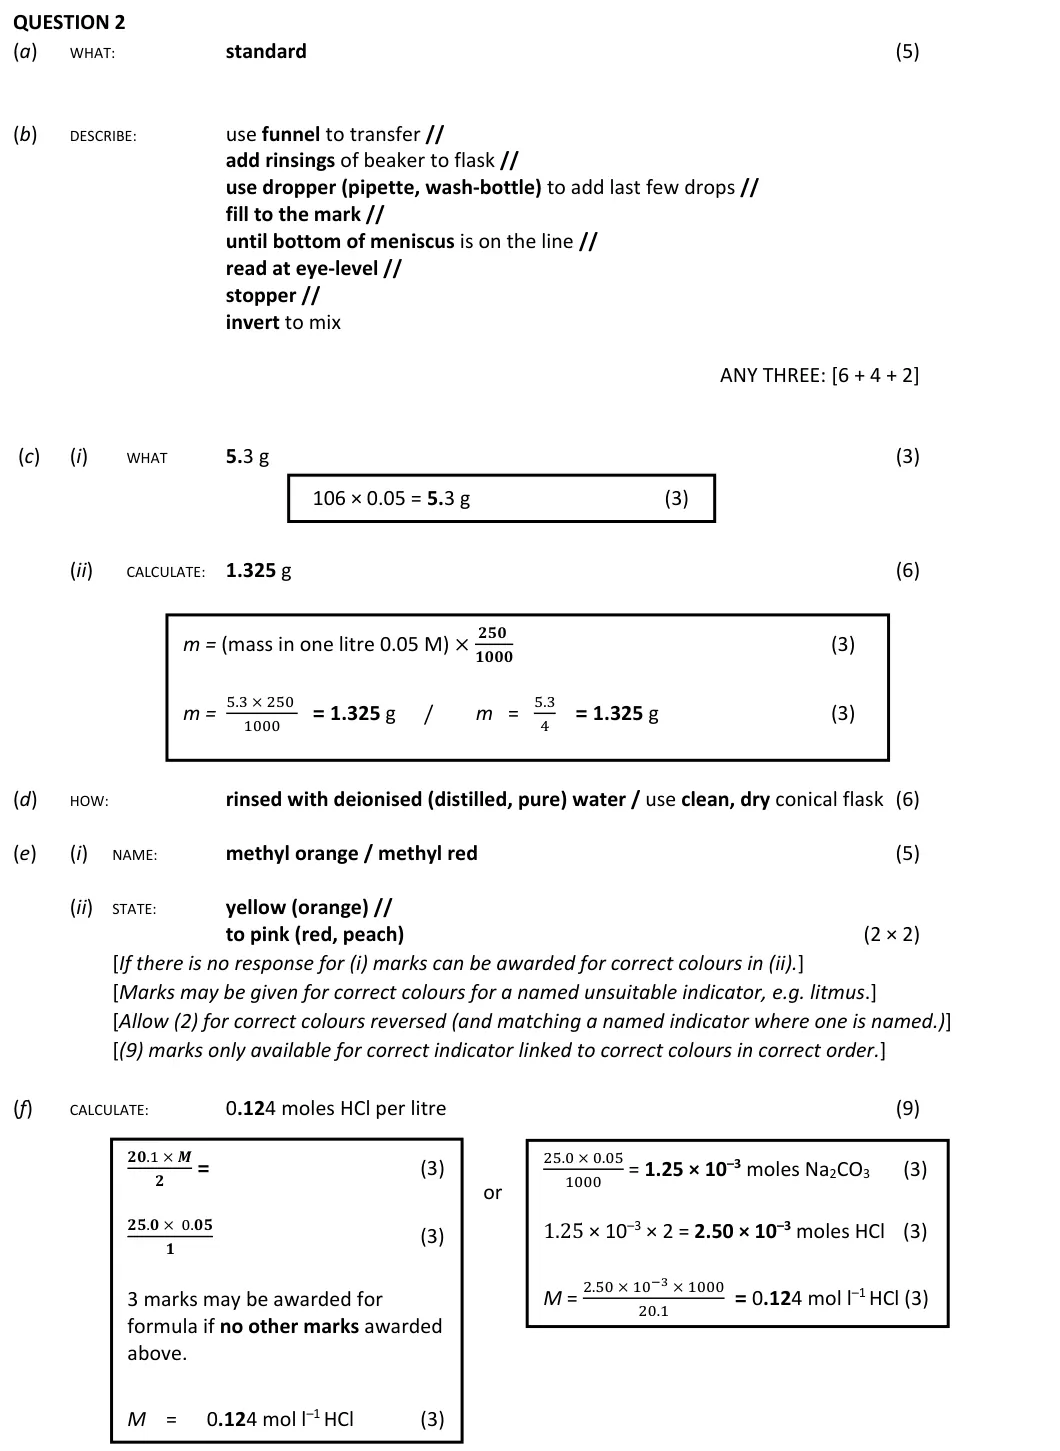 QUESTION 2
(a) WHAT: standard (5)
(b) DESCRIBE: use funnel to transfer //
add rinsings of beaker to flask //
use dropper (pipette, wash-bottle) to add last few drops //
fill to the mark //
until bottom of meniscus is on the line //
read at eye-level //
stopper //
invert to mix
ANY THREE: [6 + 4 + 2]
(c) (i) WHAT 5.3 g (3)
106 × 0.05 = 5.3 g (3)
(ii) CALCULATE: 1.325 g (6)
m = (mass in one litre 0.05 M) × 250/1000 (3)
m = 5.3 × 250/1000 = 1.325 g / m = 5.3/4 = 1.325 g (3)
(d) HOW: rinsed with deionised (distilled, pure) water / use clean, dry conical flask (6)
(e) (i) NAME: methyl orange / methyl red (5)
(ii) STATE: yellow (orange) //
to pink (red, peach) (2 × 2)
[If there is no response for (i) marks can be awarded for correct colours in (ii).]
[Marks may be given for correct colours for a named unsuitable indicator, e.g. litmus.]
[Allow (2) for correct colours reversed (and matching a named indicator where one is named.)]
[(9) marks only available for correct indicator linked to correct colours in correct order.]
(f) CALCULATE: 0.124 moles HCl per litre (9)
20.1 × M/2 = (3)
25.0 × 0.05/1 (3)
3 marks may be awarded for
formula if no other marks awarded
above.
M = 0.124 mol l⁻¹ HCl (3)
or
25.0 × 0.05/1000 = 1.25 × 10⁻³ moles Na₂CO₃ (3)
1.25 × 10⁻³ × 2 = 2.50 × 10⁻³ moles HCl (3)
M = 2.50 × 10⁻³ × 1000/20.1 = 0.124 mol l⁻¹ HCl (3)